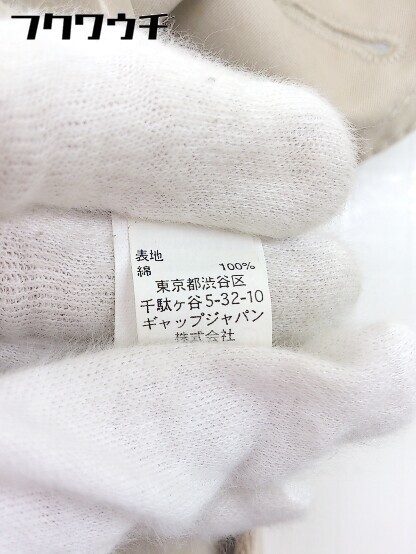 フクワウチ
表地
綿 100%
東京都渋谷区
千駄ケ谷5-32-10
ギャップジャパン
株式会社